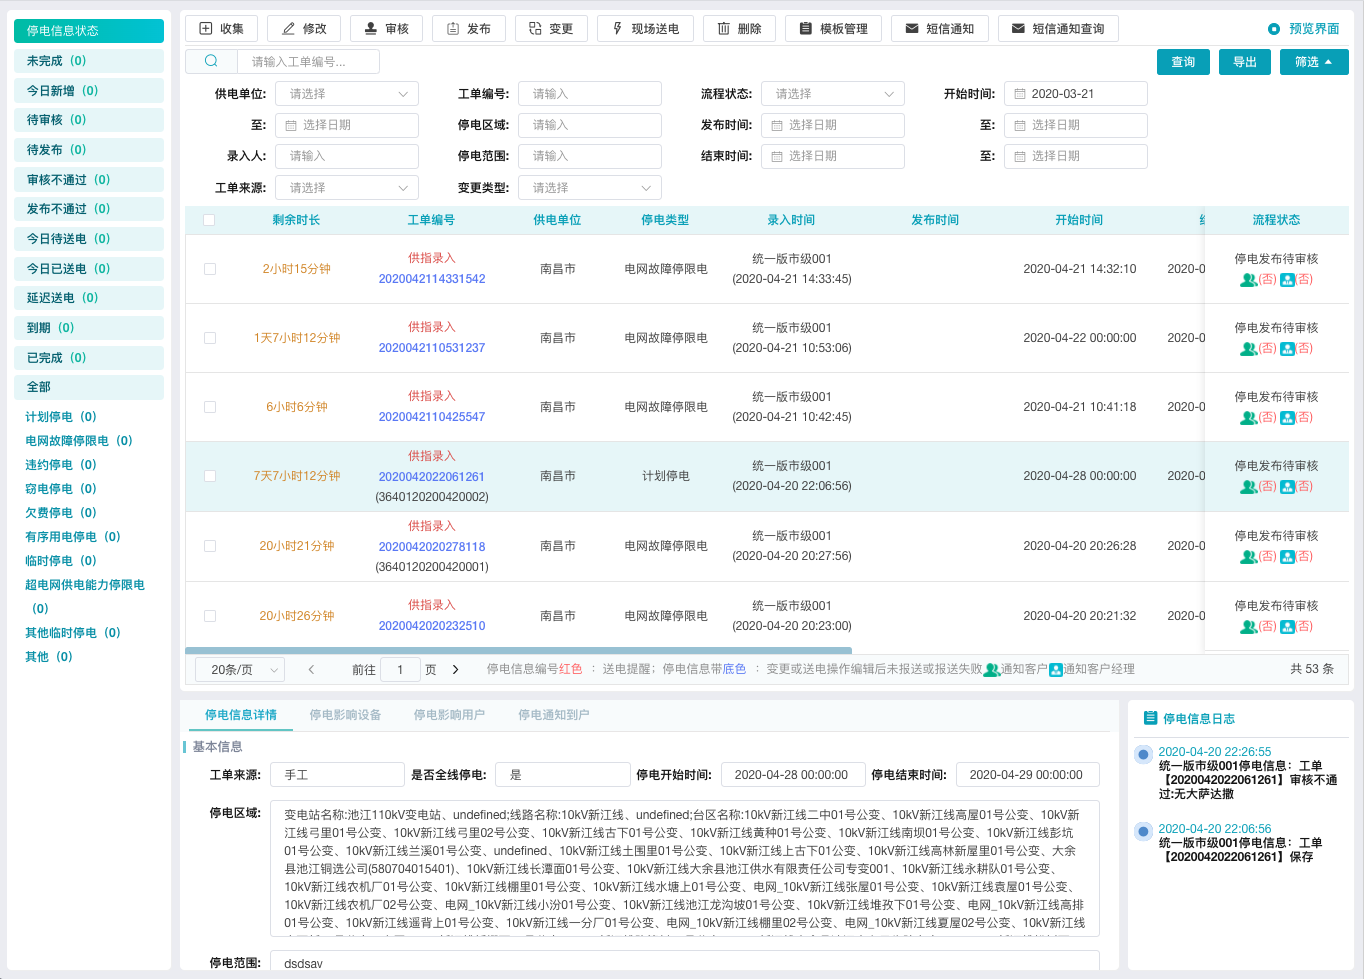 停电信息状态
未完成 (0)
今日新增 (0)
待审核 (0)
待发布 (0)
审核不通过 (0)
发布不通过 (0)
今日待送电 (0)
今日已送电 (0)
延迟送电 (0)
到期 (0)
已完成 (0)
全部
计划停电 (0)
电网故障停限电 (0)
违约停电 (0)
窃电停电 (0)
欠费停电 (0)
有序用电停电 (0)
临时停电 (0)
超电网供电能力停限电
(0)
其他临时停电 (0)
其他 (0)
收集 修改 审核 发布 变更 现场送电 删除 模板管理 短信通知 短信通知查询 预览界面
请输入工单编号... 查询 导出 筛选
供电单位: 请选择 工单编号: 请输入 流程状态: 请选择 开始时间: 2020-03-21
至: 选择日期 停电区域: 请输入 发布时间: 选择日期 至: 选择日期
录入人: 请输入 停电范围: 请输入 结束时间: 选择日期 至: 选择日期
工单来源: 请选择 变更类型: 请选择
剩余时长 工单编号 供电单位 停电类型 录入时间 发布时间 开始时间 流程状态
供指录入 统一版市级001 停电发布待审核
2小时15分钟 南昌市 电网故障停限电 2020-04-21 14:32:10 2020-0
2020042114331542 (2020-04-21 14:33:45) (否) (否)
供指录入 统一版市级001 停电发布待审核
1天7小时12分钟 南昌市 电网故障停限电 2020-04-22 00:00:00 2020-0
2020042110531237 (2020-04-21 10:53:06) (否) (否)
供指录入 统一版市级001 停电发布待审核
6小时6分钟 南昌市 电网故障停限电 2020-04-21 10:41:18 2020-0
2020042110425547 (2020-04-21 10:42:45) (否) (否)
供指录入 统一版市级001 停电发布待审核
7天7小时12分钟 2020042022061261 南昌市 计划停电 2020-04-28 00:00:00 2020-0
(3640120200420002) (2020-04-20 22:06:56) (否) (否)
供指录入 统一版市级001 停电发布待审核
20小时21分钟 2020042020278118 南昌市 电网故障停限电 2020-04-20 20:26:28 2020-0
(3640120200420001) (2020-04-20 20:27:56) (否) (否)
供指录入 统一版市级001 停电发布待审核
20小时26分钟 南昌市 电网故障停限电 2020-04-20 20:21:32 2020-0
2020042020232510 (2020-04-20 20:23:00) (否) (否)
20条/页 前往 1 页 停电信息编号红色 : 送电提醒; 停电信息带底色 : 变更或送电操作编辑后未报送或报送失败 通知客户 通知客户经理 共 53 条
停电信息详情 停电影响设备 停电影响用户 停电通知到户
基本信息
工单来源: 手工 是否全线停电: 是 停电开始时间: 2020-04-28 00:00:00 停电结束时间: 2020-04-29 00:00:00
停电区域: 变电站名称:池江110kV变电站、undefined;线路名称:10kV新江线、undefined;台区名称:10kV新江线二中01号公变、10kV新江线高屋01号公变、10kV新
江线弓里01号公变、10kV新江线弓里02号公变、10kV新江线古下01号公变、10kV新江线黄种01号公变、10kV新江线南坝01号公变、10kV新江线彭坑
01号公变、10kV新江线兰溪01号公变、undefined、10kV新江线土围里01号公变、10kV新江线上古下01公变、10kV新江线高林新屋里01号公变、大余
县池江铜选公司(580704015401)、10kV新江线长潭面01号公变、10kV新江线大余县池江供水有限责任公司专变001、10kV新江线永耕队01号公变、
10kV新江线农机厂01号公变、10kV新江线棚里01号公变、10kV新江线水塘上01号公变、电网_10kV新江线张屋01号公变、10kV新江线袁屋01号公变、
10kV新江线农机厂02号公变、电网_10kV新江线小汾01号公变、10kV新江线池江龙沟坡01号公变、10kV新江线堆孜下01号公变、电网_10kV新江线高排
01号公变、10kV新江线遥背上01号公变、10kV新江线一分厂01号公变、电网_10kV新江线棚里02号公变、电网_10kV新江线夏屋02号公变、10kV新江线
停电范围: dsdsav
停电信息日志
2020-04-20 22:26:55
统一版市级001停电信息：工单
【2020042022061261】审核不通
过:无大萨达撒
2020-04-20 22:06:56
统一版市级001停电信息：工单
【2020042022061261】保存